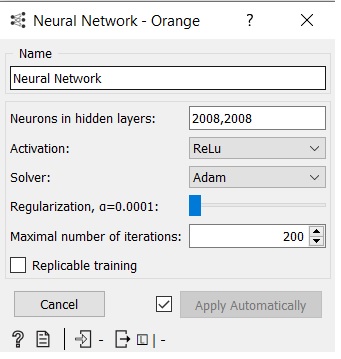 Neural Network - Orange ? ×
Name
Neural Network
Neurons in hidden layers: 2008,2008
Activation: ReLu
Solver: Adam
Regularization, α=0.0001:
Maximal number of iterations: 200
Replicable training
Cancel Apply Automatically
? - L | -